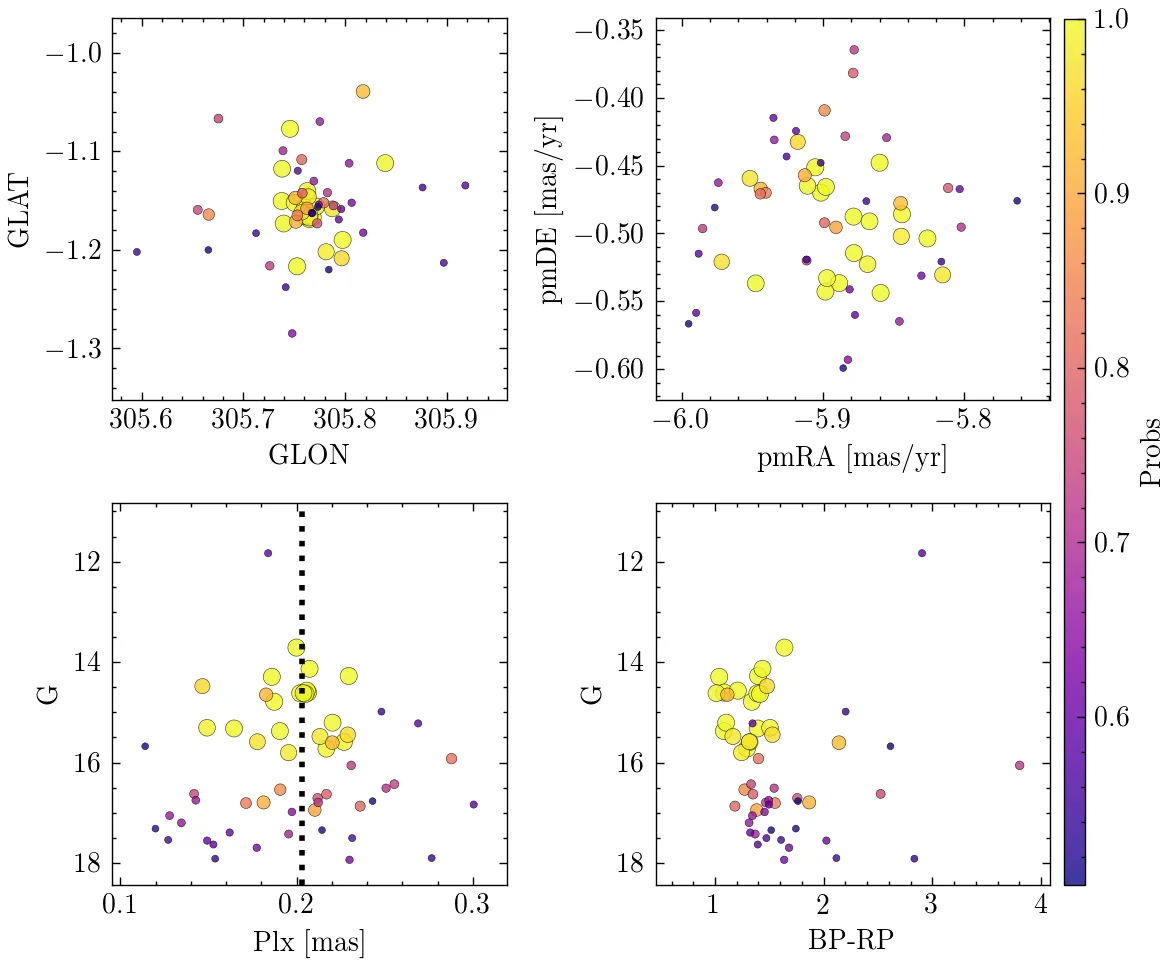 −1.0
−1.1
−1.2
−1.3
GLAT
305.6 305.7 305.8 305.9
GLON
−0.35
−0.40
−0.45
−0.50
−0.55
−0.60
pmDE [mas/yr]
−6.0 −5.9 −5.8
pmRA [mas/yr]
12
14
16
18
G
0.1 0.2 0.3
Plx [mas]
12
14
16
18
G
1 2 3 4
BP-RP
1.0
0.9
0.8
0.7
0.6
Probs